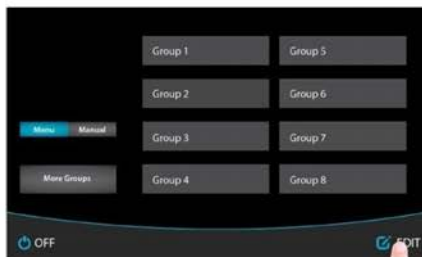 Group 1 Group 5
Group 2 Group 6
Menu Manual
Group 3 Group 7
More Groups
Group 4 Group 8
OFF EDIT